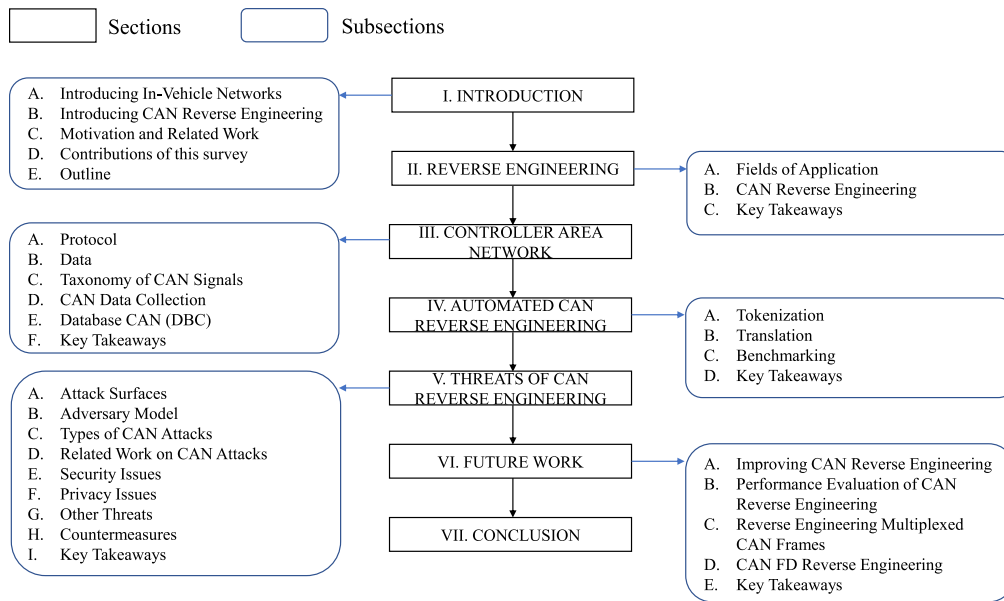 Sections
Subsections
A. Introducing In-Vehicle Networks
B. Introducing CAN Reverse Engineering
C. Motivation and Related Work
D. Contributions of this survey
E. Outline
I. INTRODUCTION
II. REVERSE ENGINEERING
A. Fields of Application
B. CAN Reverse Engineering
C. Key Takeaways
A. Protocol
B. Data
C. Taxonomy of CAN Signals
D. CAN Data Collection
E. Database CAN (DBC)
F. Key Takeaways
III. CONTROLLER AREA
NETWORK
IV. AUTOMATED CAN
REVERSE ENGINEERING
A. Tokenization
B. Translation
C. Benchmarking
D. Key Takeaways
A. Attack Surfaces
B. Adversary Model
C. Types of CAN Attacks
D. Related Work on CAN Attacks
E. Security Issues
F. Privacy Issues
G. Other Threats
H. Countermeasures
I. Key Takeaways
V. THREATS OF CAN
REVERSE ENGINEERING
VI. FUTURE WORK
A. Improving CAN Reverse Engineering
B. Performance Evaluation of CAN
Reverse Engineering
C. Reverse Engineering Multiplexed
CAN Frames
D. CAN FD Reverse Engineering
E. Key Takeaways
VII. CONCLUSION